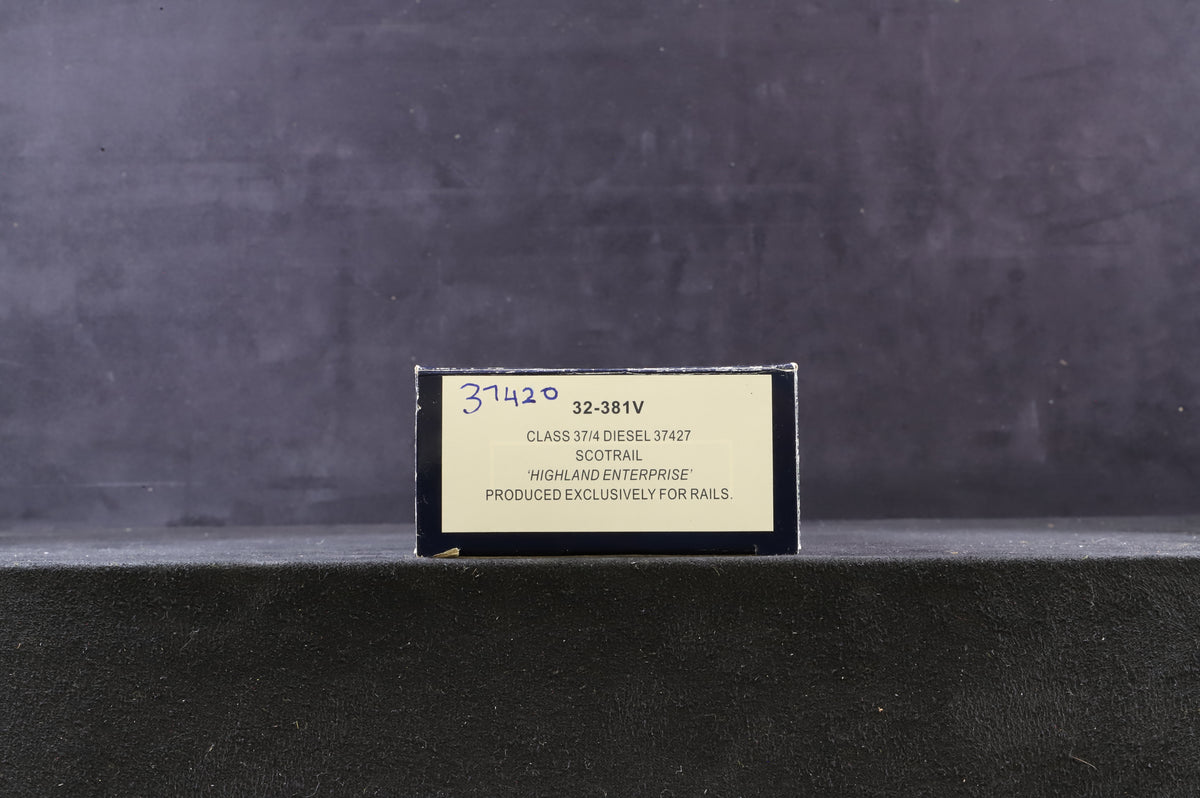 37420
32-381V
CLASS 37/4 DIESEL 37427
SCOTRAIL
'HIGHLAND ENTERPRISE'
PRODUCED EXCLUSIVELY FOR RAILS.